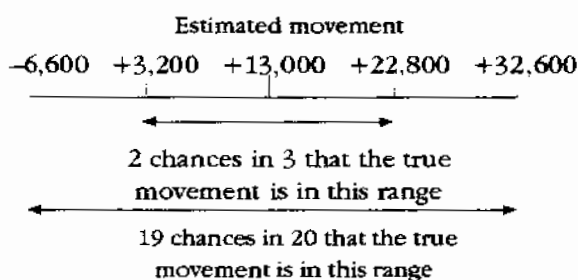 Estimated movement
–6,600 +3,200 +13,000 +22,800 +32,600
2 chances in 3 that the true
movement is in this range
19 chances in 20 that the true
movement is in this range